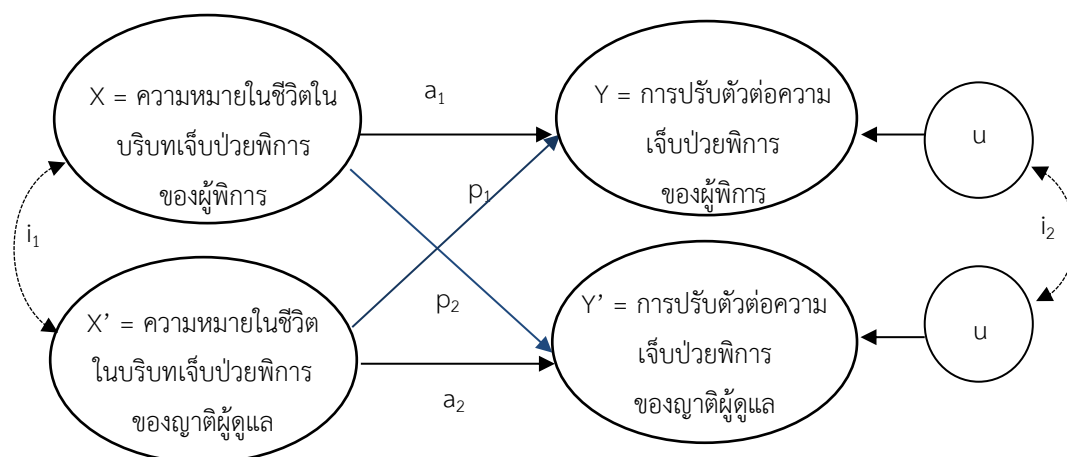 X = ความหมายในชีวิตใน
บริบทเจ็บป่วยพิการ
ของผู้พิการ
a₁
Y = การปรับตัวต่อความ
เจ็บป่วยพิการ
ของผู้พิการ
u
p₁
i₁
i₂
p₂
X’ = ความหมายในชีวิต
ในบริบทเจ็บป่วยพิการ
ของญาติผู้ดูแล
a₂
Y’ = การปรับตัวต่อความ
เจ็บป่วยพิการ
ของญาติผู้ดูแล
u